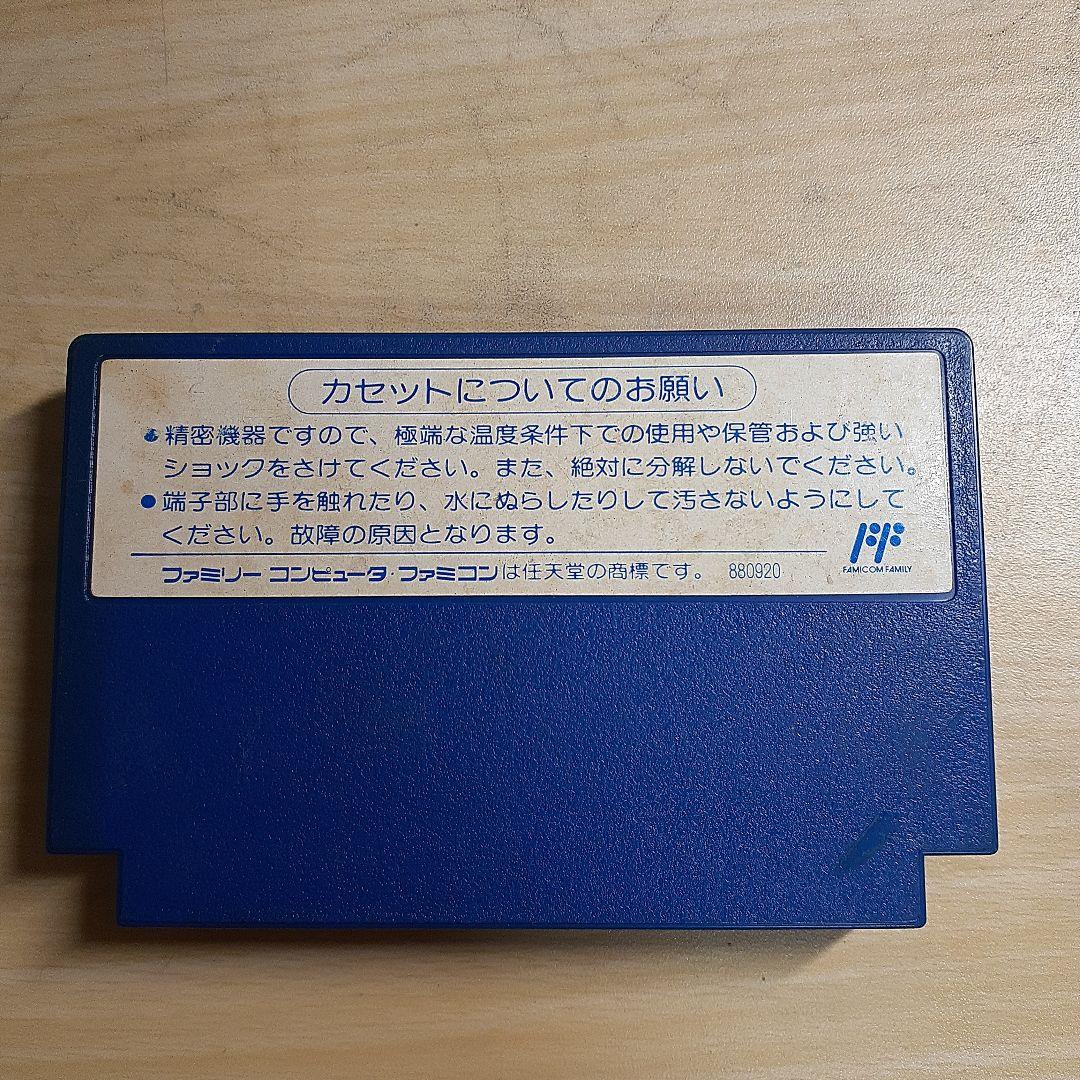 カセットについてのお願い
●精密機器ですので、極端な温度条件下での使用や保管および強い
ショックをさけてください。また、絶対に分解しないでください。
●端子部に手を触れたり、水にぬらしたりして汚さないようにして
ください。故障の原因となります。
FAMICOM FAMILY
ファミリー コンピュータ・ファミコンは任天堂の商標です。 880920